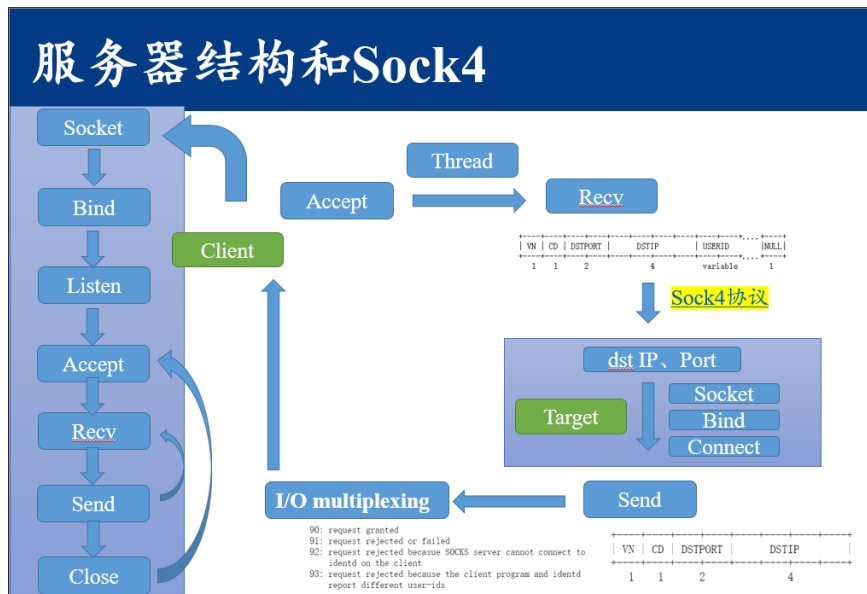 服务器结构和Sock4
Socket
Bind
Listen
Accept
Recv
Send
Close
Client
Accept
Thread
Recv
+----+----+----+----+----+----+----+----+----+----+....+----+
| VN | CD | DSTPORT | DSTIP | USERID |NULL|
+----+----+----+----+----+----+----+----+----+----+....+----+
1 1 2 4 variable 1
Sock4协议
dst IP、Port
Target
Socket
Bind
Connect
Send
I/O multiplexing
90: request granted
91: request rejected or failed
92: request rejected becasue SOCKS server cannot connect to
identd on the client
93: request rejected because the client program and identd
report different user-ids
+----+----+----+----+----+----+----+----+
| VN | CD | DSTPORT | DSTIP |
+----+----+----+----+----+----+----+----+
1 1 2 4